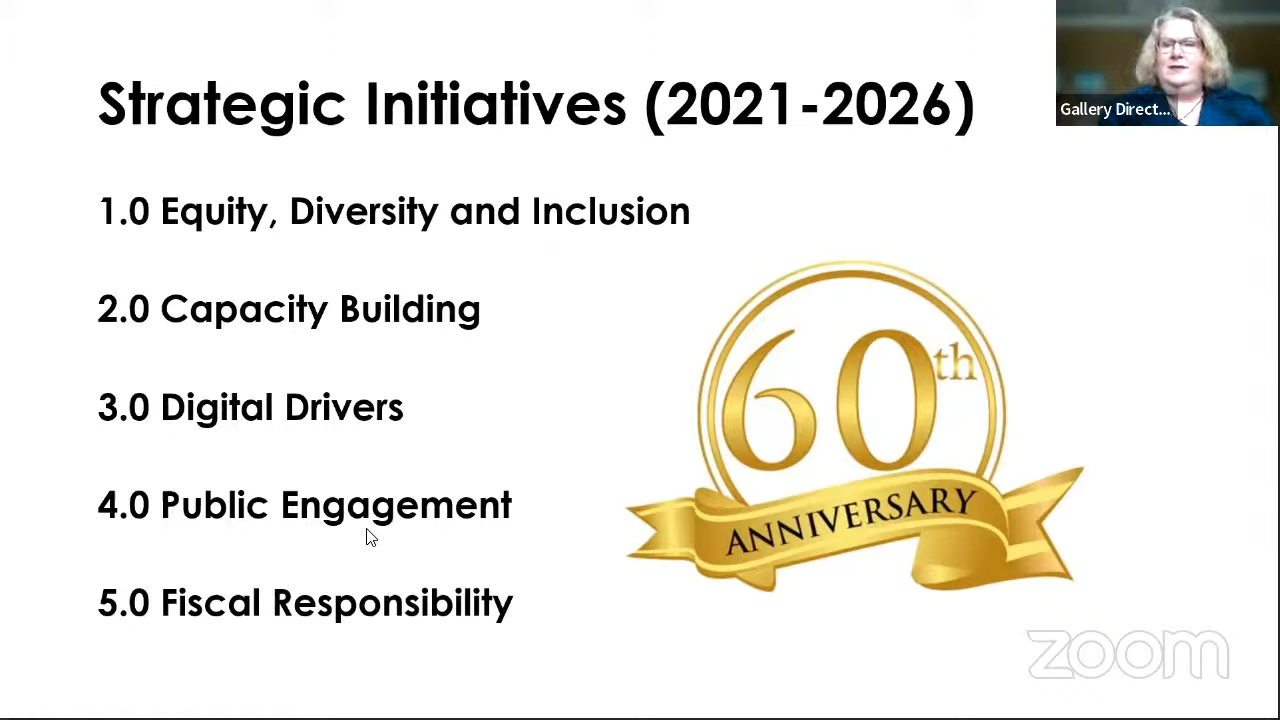 Strategic Initiatives (2021-2026)
Gallery Direct...
1.0 Equity, Diversity and Inclusion
2.0 Capacity Building
3.0 Digital Drivers
4.0 Public Engagement
5.0 Fiscal Responsibility
60th
ANNIVERSARY
zoom